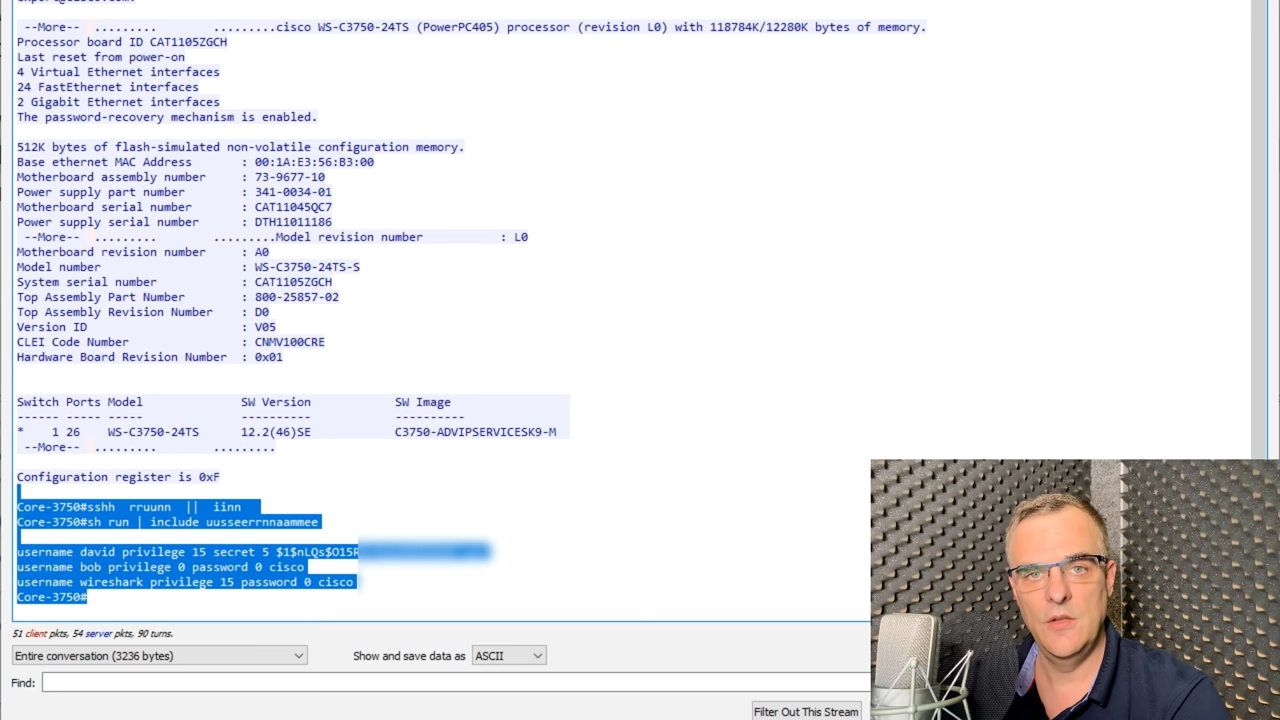 --More-- ......... .........cisco WS-C3750-24TS (PowerPC405) processor (revision L0) with 118784K/12280K bytes of memory.
Processor board ID CAT1105ZGCH
Last reset from power-on
4 Virtual Ethernet interfaces
24 FastEthernet interfaces
2 Gigabit Ethernet interfaces
The password-recovery mechanism is enabled.
512K bytes of flash-simulated non-volatile configuration memory.
Base ethernet MAC Address : 00:1A:E3:56:B3:00
Motherboard assembly number : 73-9677-10
Power supply part number : 341-0034-01
Motherboard serial number : CAT11045QC7
Power supply serial number : DTH11011186
--More-- ......... .........Model revision number : L0
Motherboard revision number : A0
Model number : WS-C3750-24TS-S
System serial number : CAT1105ZGCH
Top Assembly Part Number : 800-25857-02
Top Assembly Revision Number : D0
Version ID : V05
CLEI Code Number : CNMV100CRE
Hardware Board Revision Number : 0x01
Switch Ports Model SW Version SW Image
------ ----- ----- ---------- ----------
* 1 26 WS-C3750-24TS 12.2(46)SE C3750-ADVIPSERVICESK9-M
--More-- ......... .........
Configuration register is 0xF
Core-3750#sshh rruunn || iinn
Core-3750#sh run | include uusseerrnnaammee
username david privilege 15 secret 5 $1$nLQs$O15R
username bob privilege 0 password 0 cisco
username wireshark privilege 15 password 0 cisco
Core-3750#
51 client pkts, 54 server pkts, 90 turns.
Entire conversation (3236 bytes) Show and save data as ASCII
Find:
Filter Out This Stream